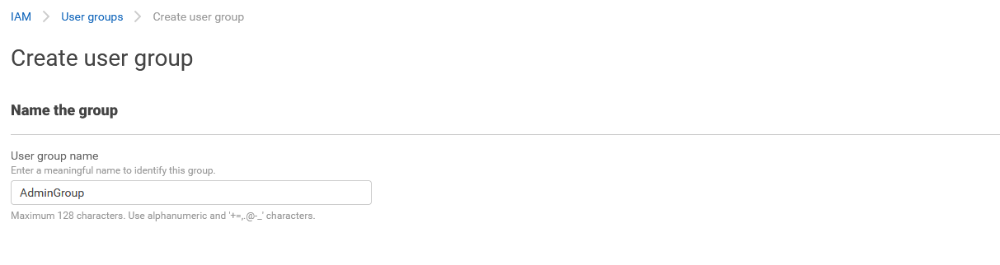 IAM > User groups > Create user group
Create user group
Name the group
User group name
Enter a meaningful name to identify this group.
AdminGroup
Maximum 128 characters. Use alphanumeric and '+=,.@-_' characters.